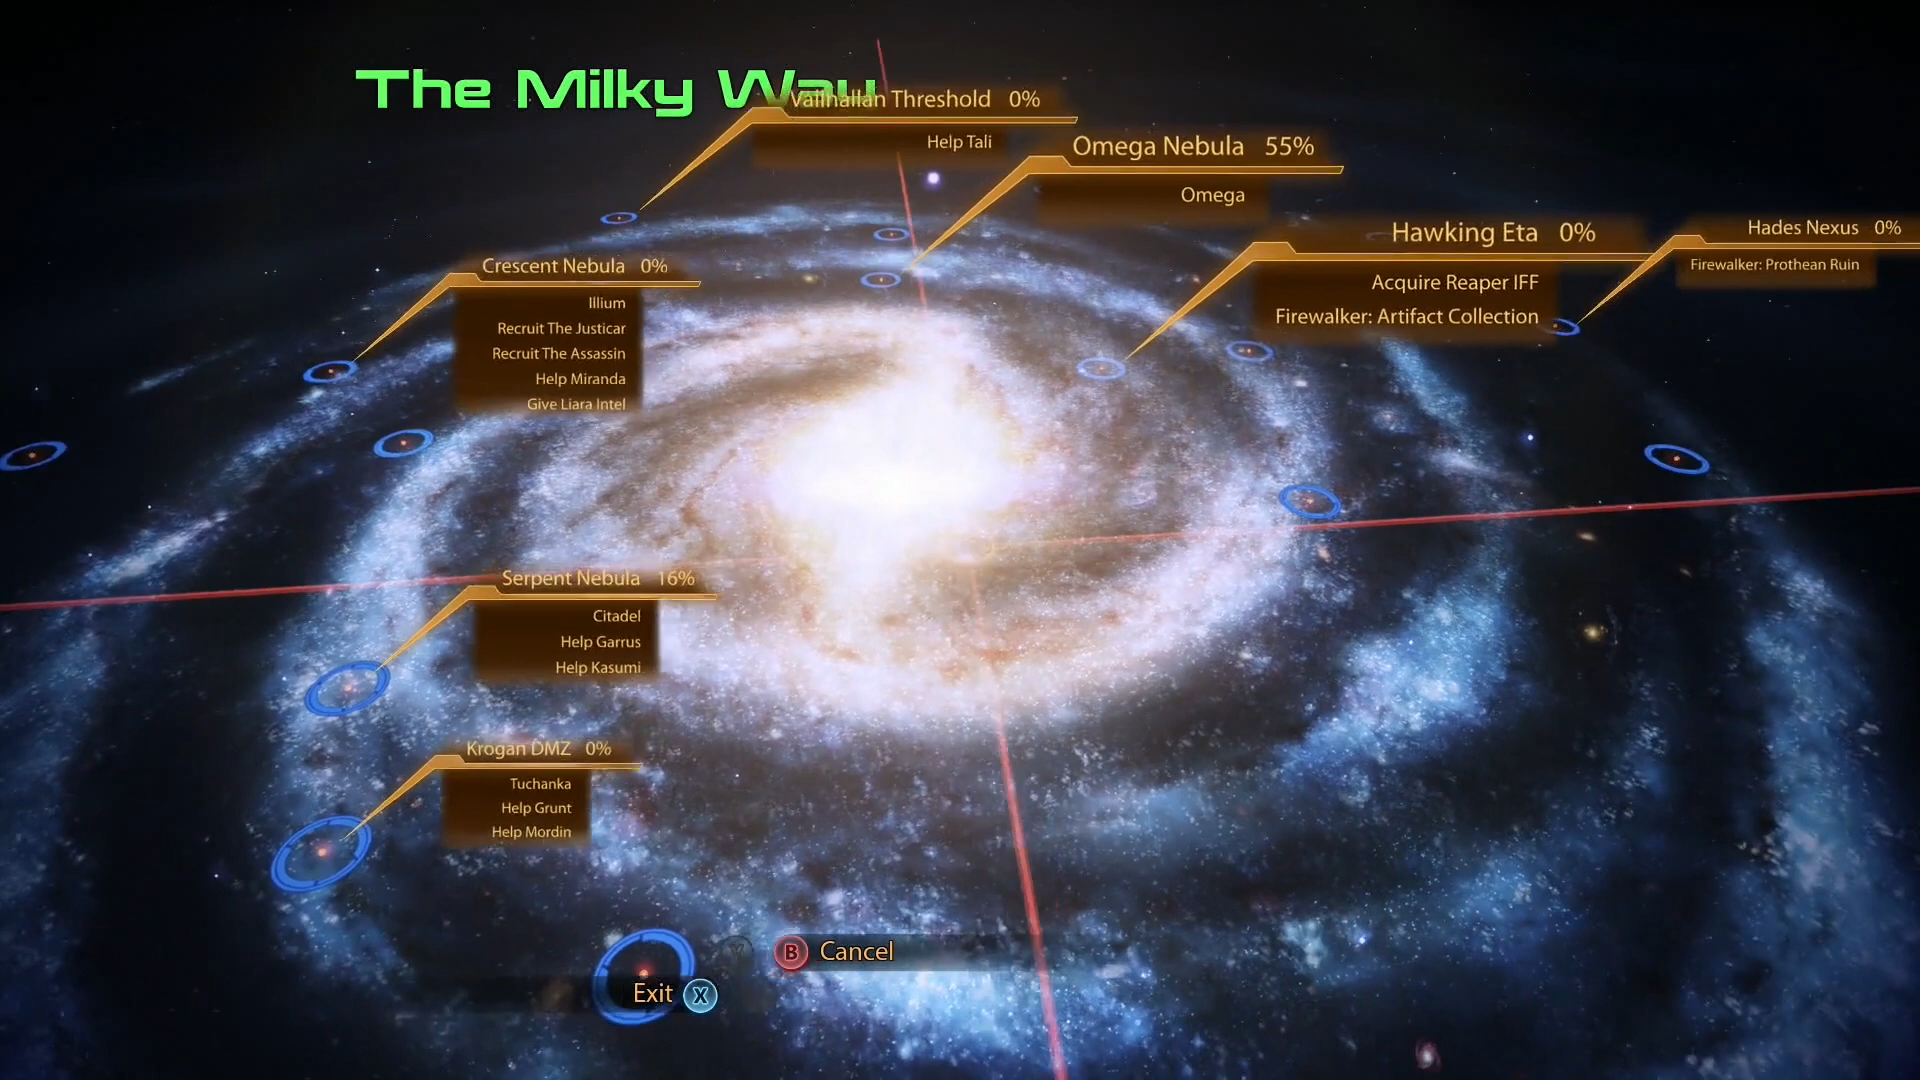 The Milky Way
Valhallan Threshold 0%
Help Tali
Omega Nebula 55%
Omega
Hawking Eta 0%
Acquire Reaper IFF
Firewalker: Artifact Collection
Hades Nexus 0%
Firewalker: Prothean Ruin
Crescent Nebula 0%
Illium
Recruit The Justicar
Recruit The Assassin
Help Miranda
Give Liara Intel
Serpent Nebula 16%
Citadel
Help Garrus
Help Kasumi
Krogan DMZ 0%
Tuchanka
Help Grunt
Help Mordin
B Cancel
Exit X